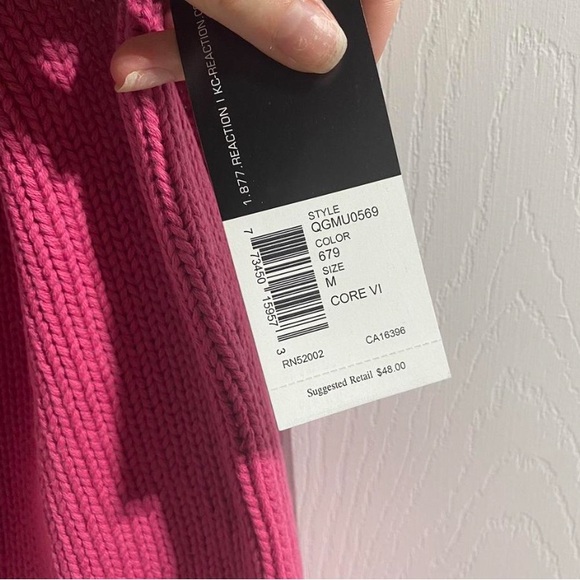 1.877.REACTION | KC-REACTION.C
STYLE
QGMU0569
COLOR
679
SIZE
M
CORE VI
7 73450 15957 3
RN52002
CA16396
Suggested Retail $48.00